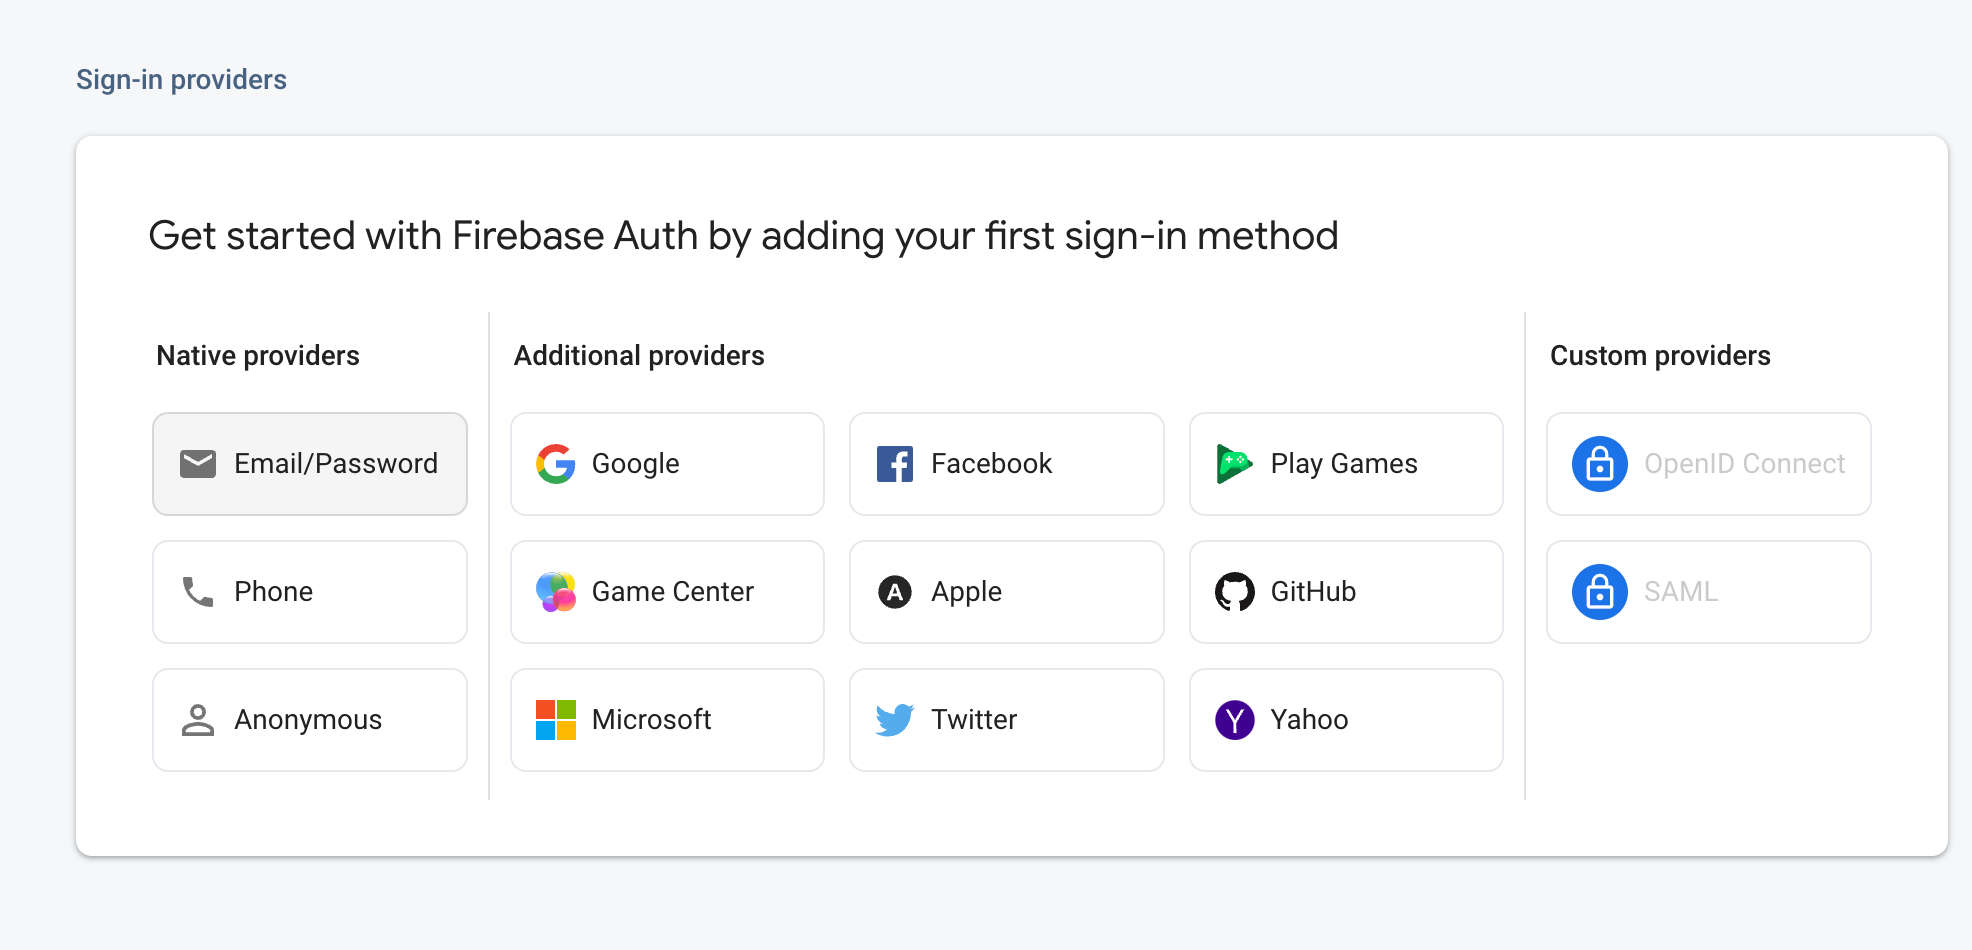 Sign-in providers
Get started with Firebase Auth by adding your first sign-in method
Native providers
Email/Password
Phone
Anonymous
Additional providers
Google
Facebook
Play Games
Game Center
Apple
GitHub
Microsoft
Twitter
Yahoo
Custom providers
OpenID Connect
SAML